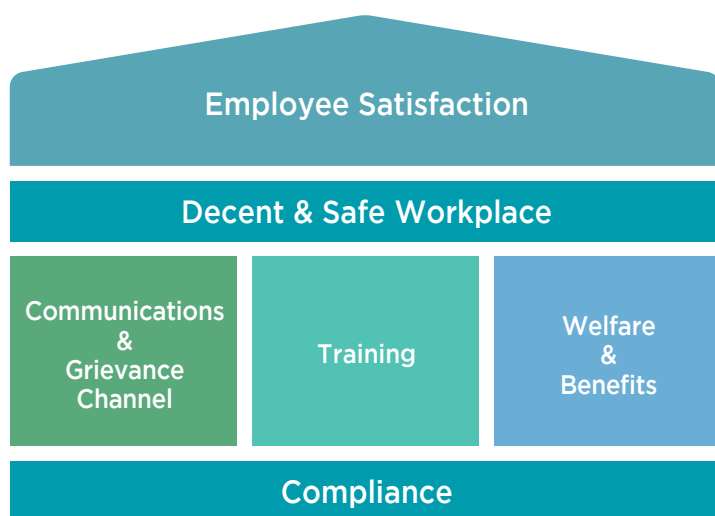 Employee Satisfaction
Decent & Safe Workplace
Communications
&
Grievance
Channel
Training
Welfare
&
Benefits
Compliance